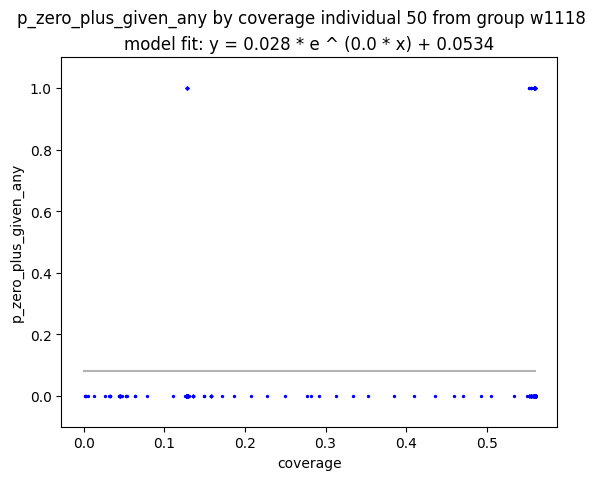 p_zero_plus_given_any by coverage individual 50 from group w1118
model fit: y = 0.028 * e ^ (0.0 * x) + 0.0534
1.0
0.8
0.6
0.4
0.2
0.0
p_zero_plus_given_any
0.0 0.1 0.2 0.3 0.4 0.5
coverage